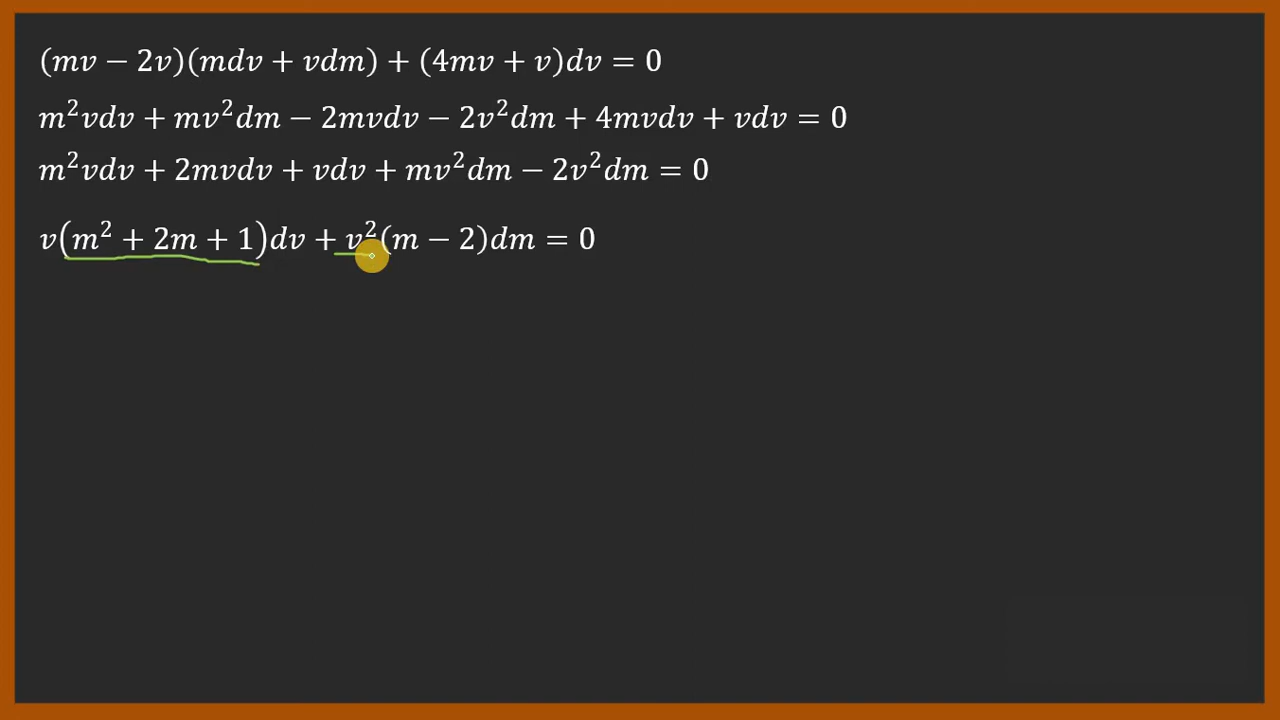 (mv − 2v)(mdv + vdm) + (4mv + v)dv = 0
m²vdv + mv²dm − 2mvdv − 2v²dm + 4mvdv + vdv = 0
m²vdv + 2mvdv + vdv + mv²dm − 2v²dm = 0
v(m² + 2m + 1)dv + v²(m − 2)dm = 0